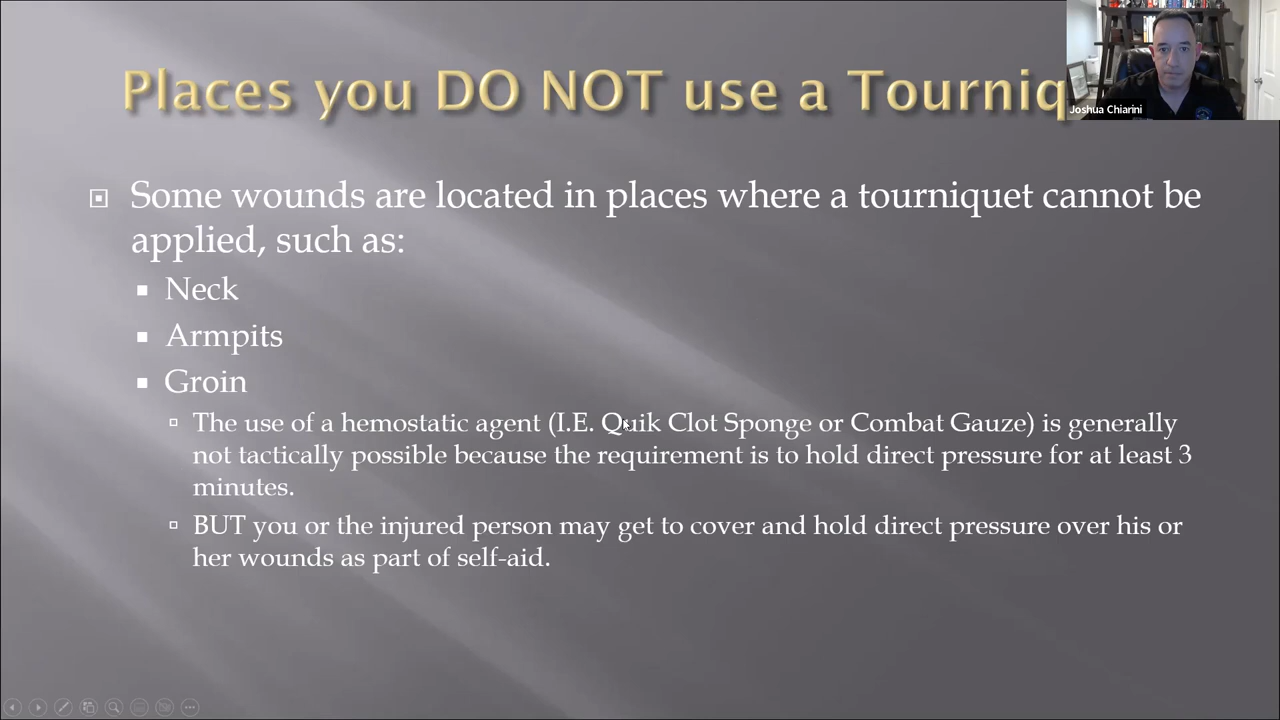 Places you DO NOT use a Tourniq
Joshua Chiarini
Some wounds are located in places where a tourniquet cannot be
applied, such as:
Neck
Armpits
Groin
The use of a hemostatic agent (I.E. Quik Clot Sponge or Combat Gauze) is generally
not tactically possible because the requirement is to hold direct pressure for at least 3
minutes.
BUT you or the injured person may get to cover and hold direct pressure over his or
her wounds as part of self-aid.